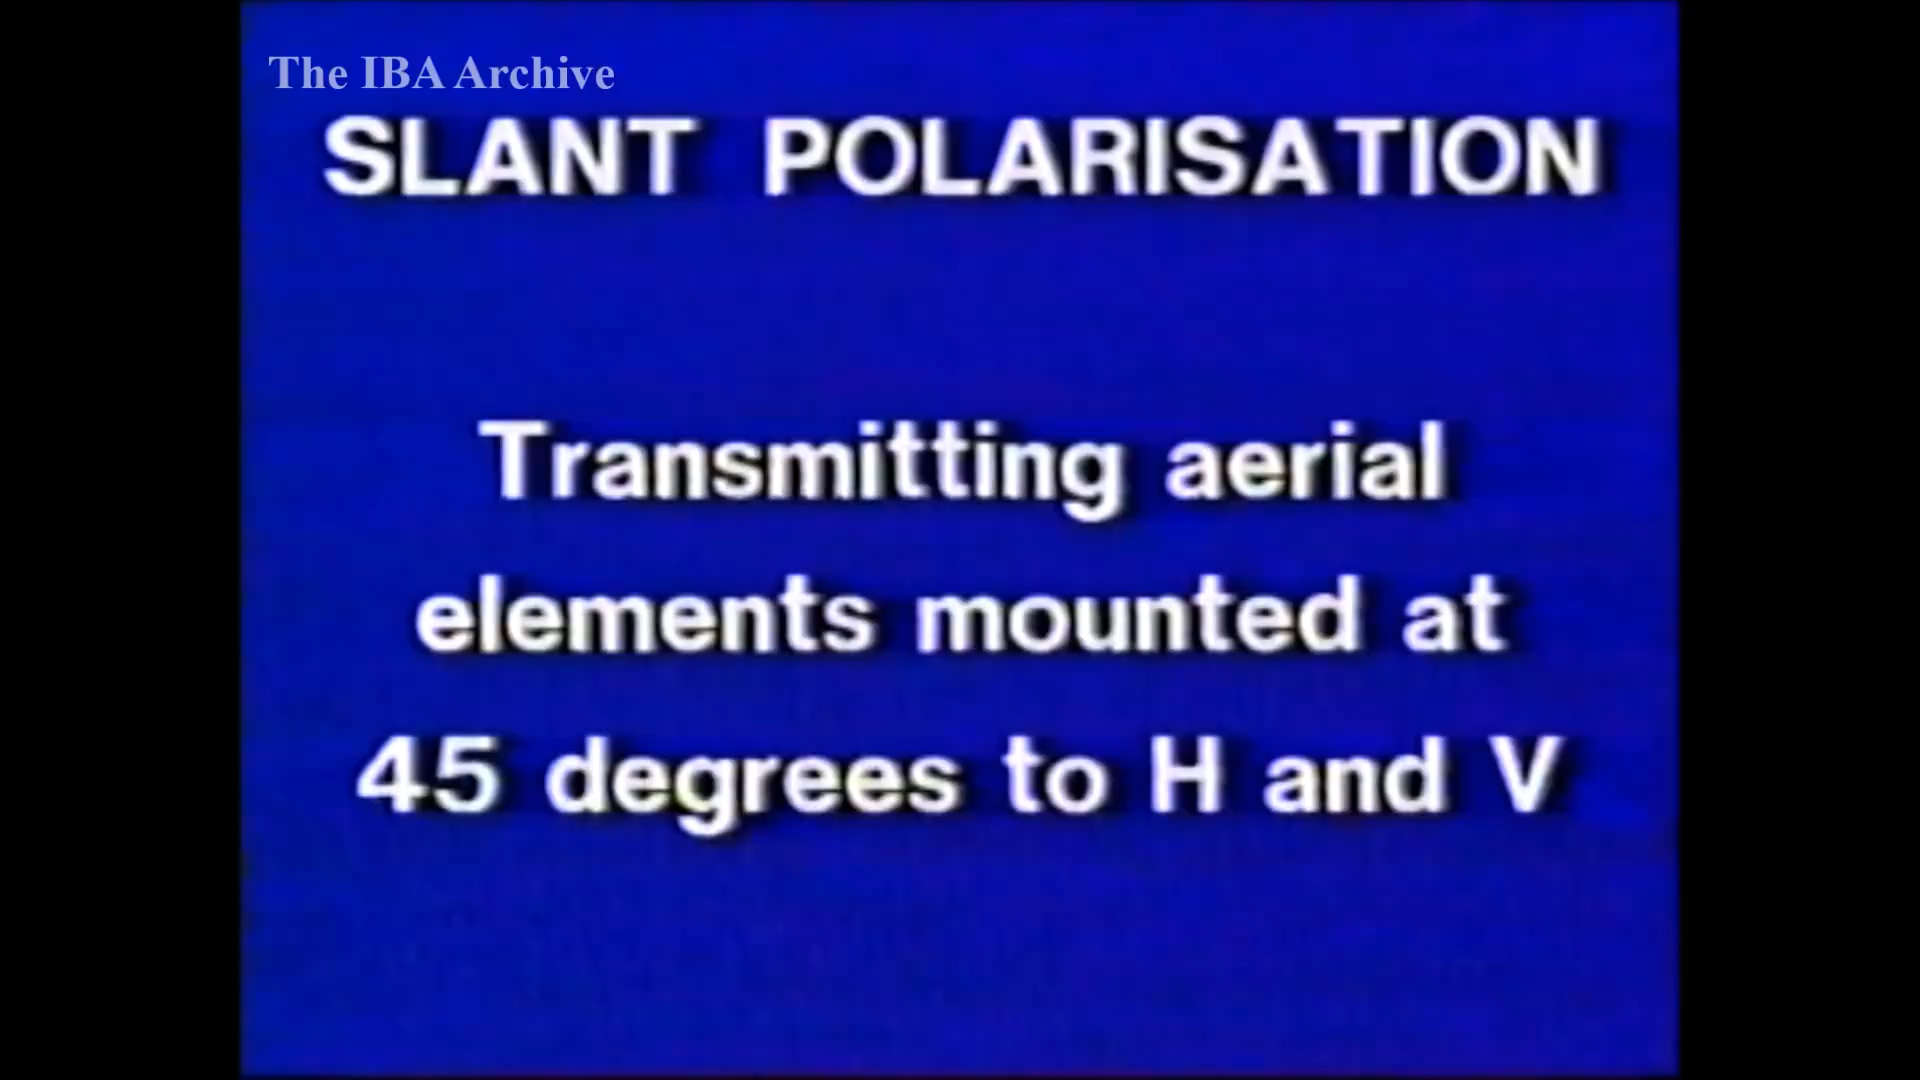 The IBA Archive
SLANT POLARISATION
Transmitting aerial
elements mounted at
45 degrees to H and V